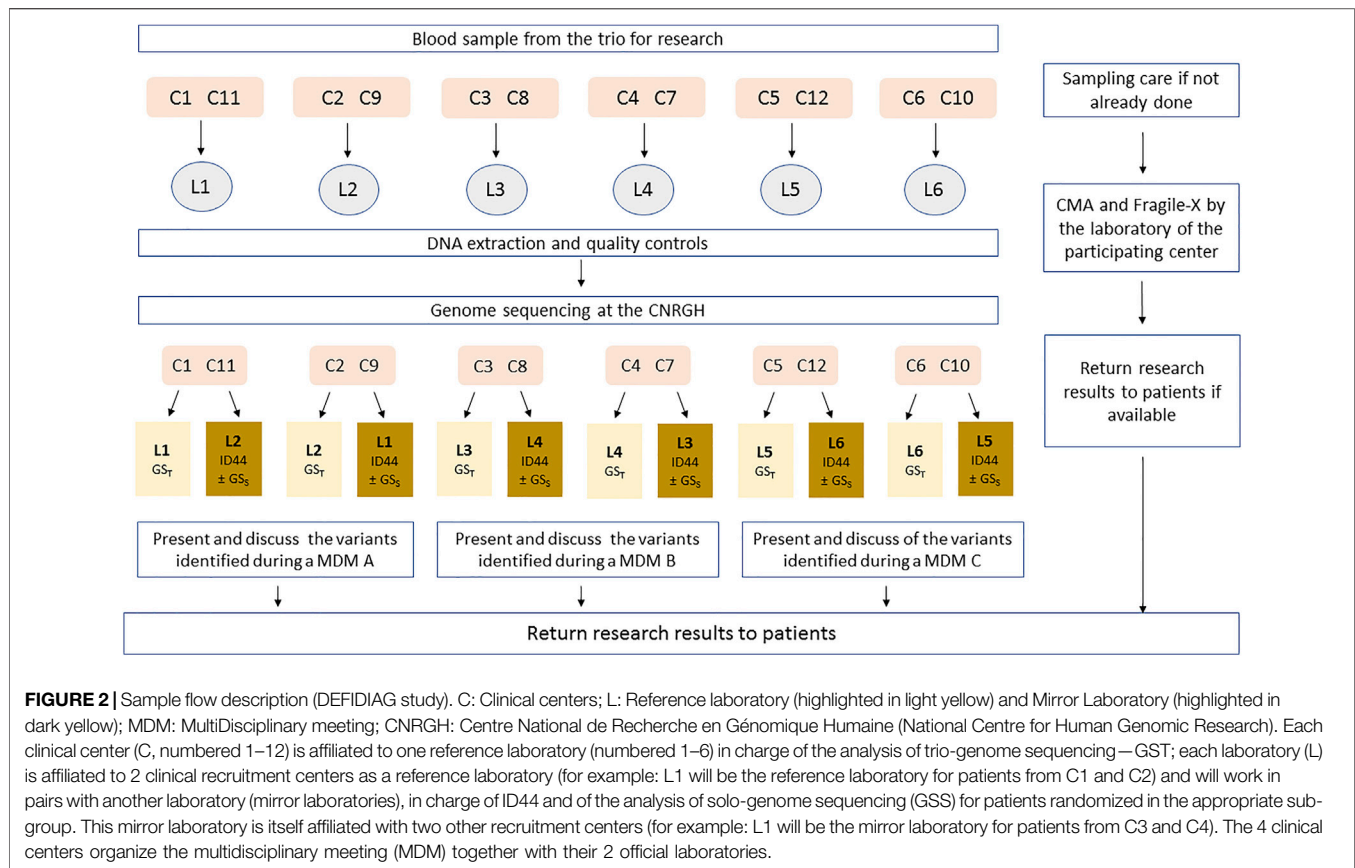 Blood sample from the trio for research
C1 C11
C2 C9
C3 C8
C4 C7
C5 C12
C6 C10
L1
L2
L3
L4
L5
L6
DNA extraction and quality controls
Genome sequencing at the CNRGH
C1 C11
C2 C9
C3 C8
C4 C7
C5 C12
C6 C10
L1
GST
L2
ID44
± GSS
L2
GST
L1
ID44
± GSS
L3
GST
L4
ID44
± GSS
L4
GST
L3
ID44
± GSS
L5
GST
L6
ID44
± GSS
L6
GST
L5
ID44
± GSS
Present and discuss the variants
identified during a MDM A
Present and discuss the variants
identified during a MDM B
Present and discuss of the variants
identified during a MDM C
Sampling care if not
already done
CMA and Fragile-X by
the laboratory of the
participating center
Return research
results to patients if
available
Return research results to patients
FIGURE 2 | Sample flow description (DEFIDIAG study). C: Clinical centers; L: Reference laboratory (highlighted in light yellow) and Mirror Laboratory (highlighted in
dark yellow); MDM: MultiDisciplinary meeting; CNRGH: Centre National de Recherche en Génomique Humaine (National Centre for Human Genomic Research). Each
clinical center (C, numbered 1–12) is affiliated to one reference laboratory (numbered 1–6) in charge of the analysis of trio-genome sequencing—GST; each laboratory (L)
is affiliated to 2 clinical recruitment centers as a reference laboratory (for example: L1 will be the reference laboratory for patients from C1 and C2) and will work in
pairs with another laboratory (mirror laboratories), in charge of ID44 and of the analysis of solo-genome sequencing (GSS) for patients randomized in the appropriate sub-
group. This mirror laboratory is itself affiliated with two other recruitment centers (for example: L1 will be the mirror laboratory for patients from C3 and C4). The 4 clinical
centers organize the multidisciplinary meeting (MDM) together with their 2 official laboratories.